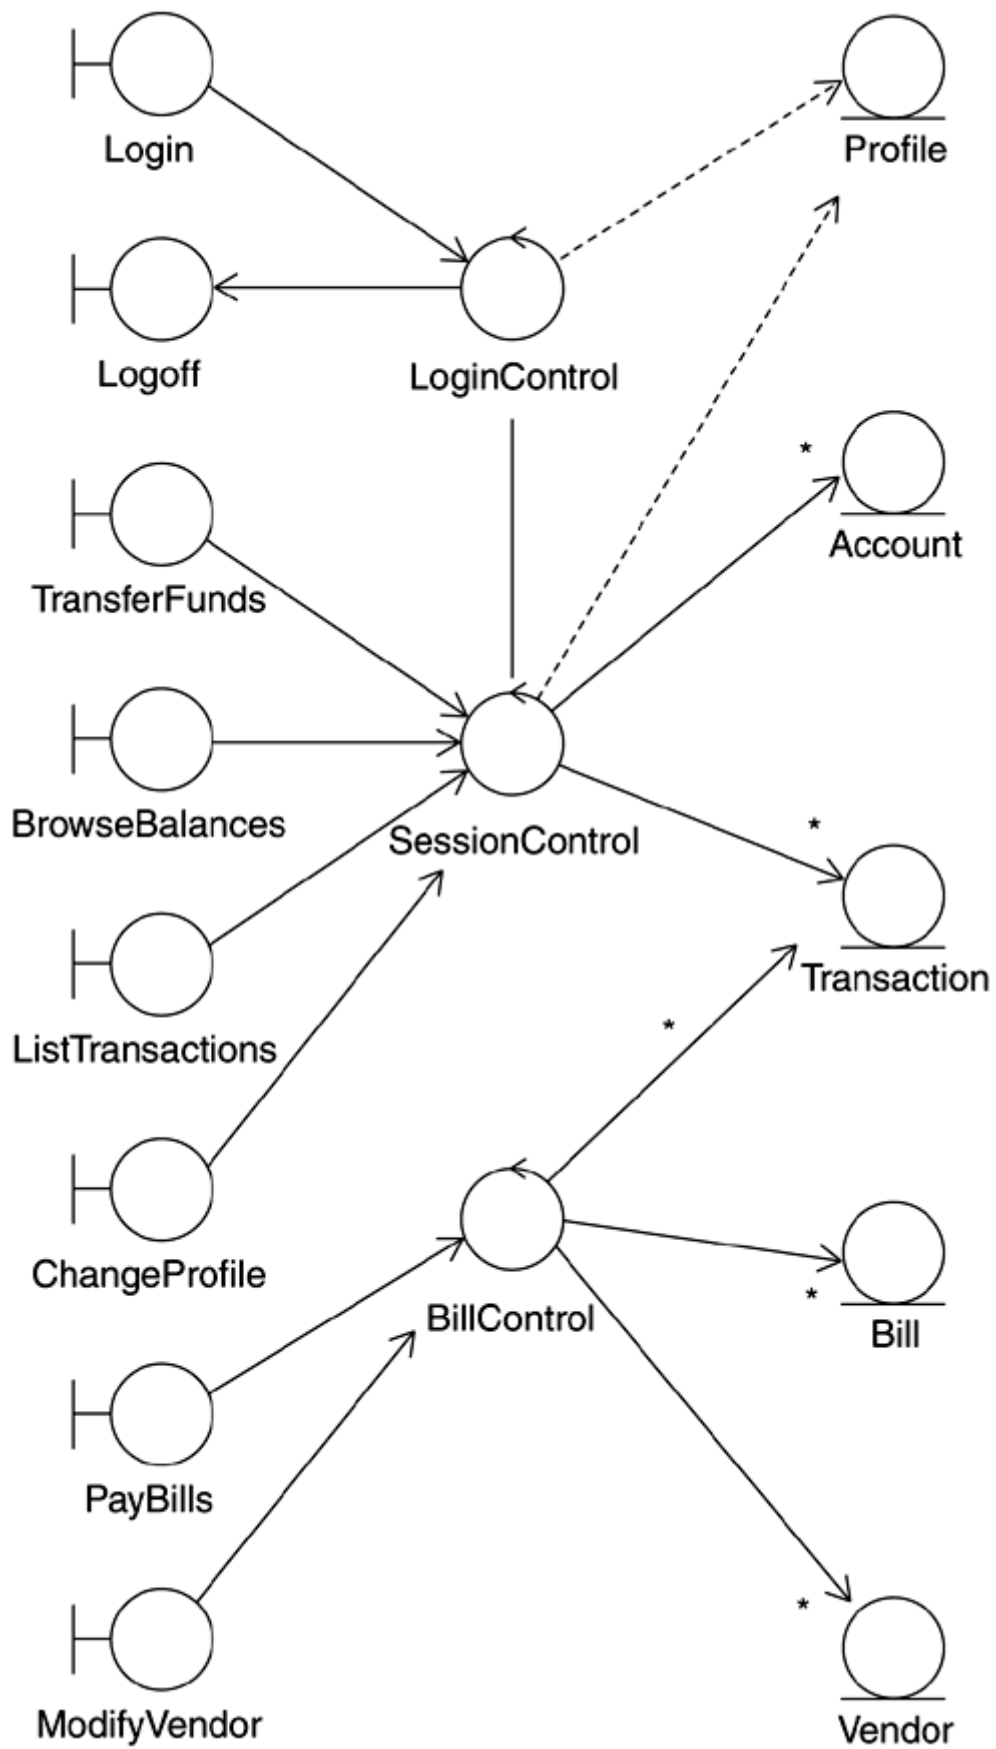 Login
Profile
Logoff
LoginControl
*
Account
TransferFunds
BrowseBalances
SessionControl
*
Transaction
ListTransactions
*
ChangeProfile
BillControl
*
Bill
PayBills
*
ModifyVendor
Vendor